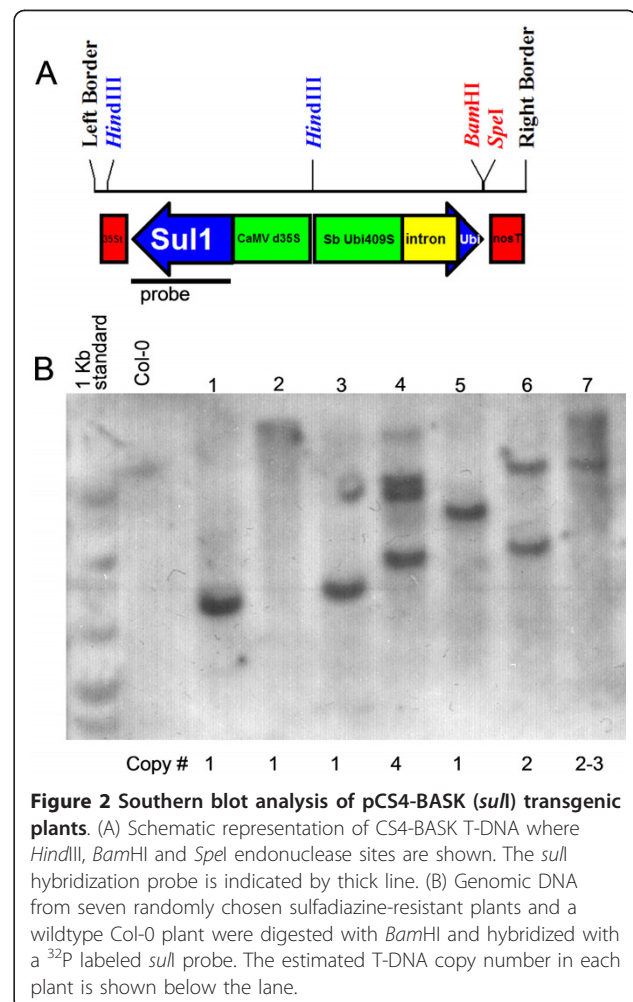 A
Left Border
HindIII
HindIII
BamHI
SpeI
Right Border
35St
Sul1
CaMV d35S
Sb Ubi409S
intron
Ubi
nosT
probe
B
1 Kb
standard
Col-0
1 2 3 4 5 6 7
Copy # 1 1 1 4 1 2 2-3
Figure 2 Southern blot analysis of pCS4-BASK (sulI) transgenic
plants. (A) Schematic representation of CS4-BASK T-DNA where
HindIII, BamHI and SpeI endonuclease sites are shown. The sulI
hybridization probe is indicated by thick line. (B) Genomic DNA
from seven randomly chosen sulfadiazine-resistant plants and a
wildtype Col-0 plant were digested with BamHI and hybridized with
a ³²P labeled sulI probe. The estimated T-DNA copy number in each
plant is shown below the lane.